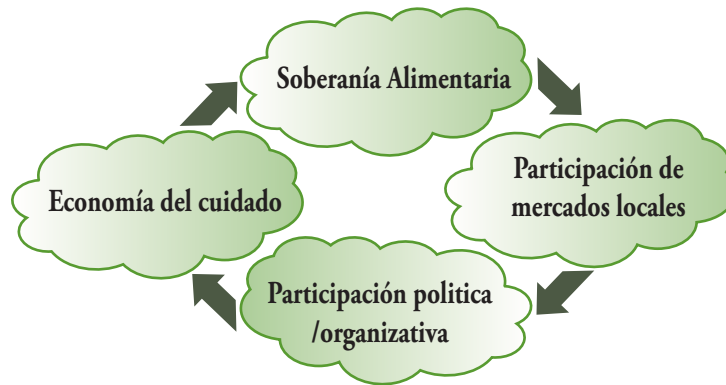 Soberanía Alimentaria
Participación de
mercados locales
Economía del cuidado
Participación politica
/organizativa